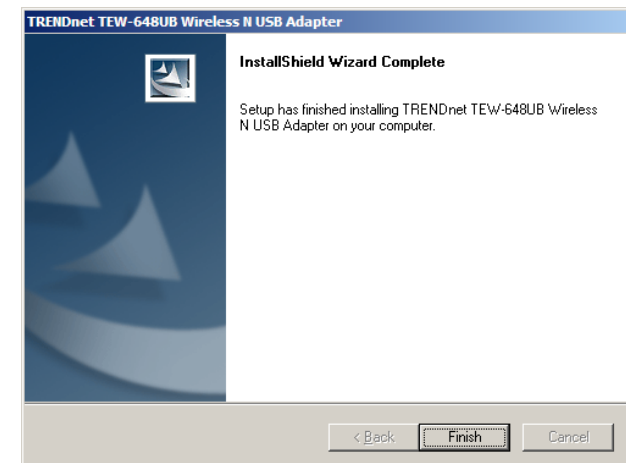 TRENDnet TEW-648UB Wireless N USB Adapter
InstallShield Wizard Complete
Setup has finished installing TRENDnet TEW-648UB Wireless
N USB Adapter on your computer.
< Back Finish Cancel